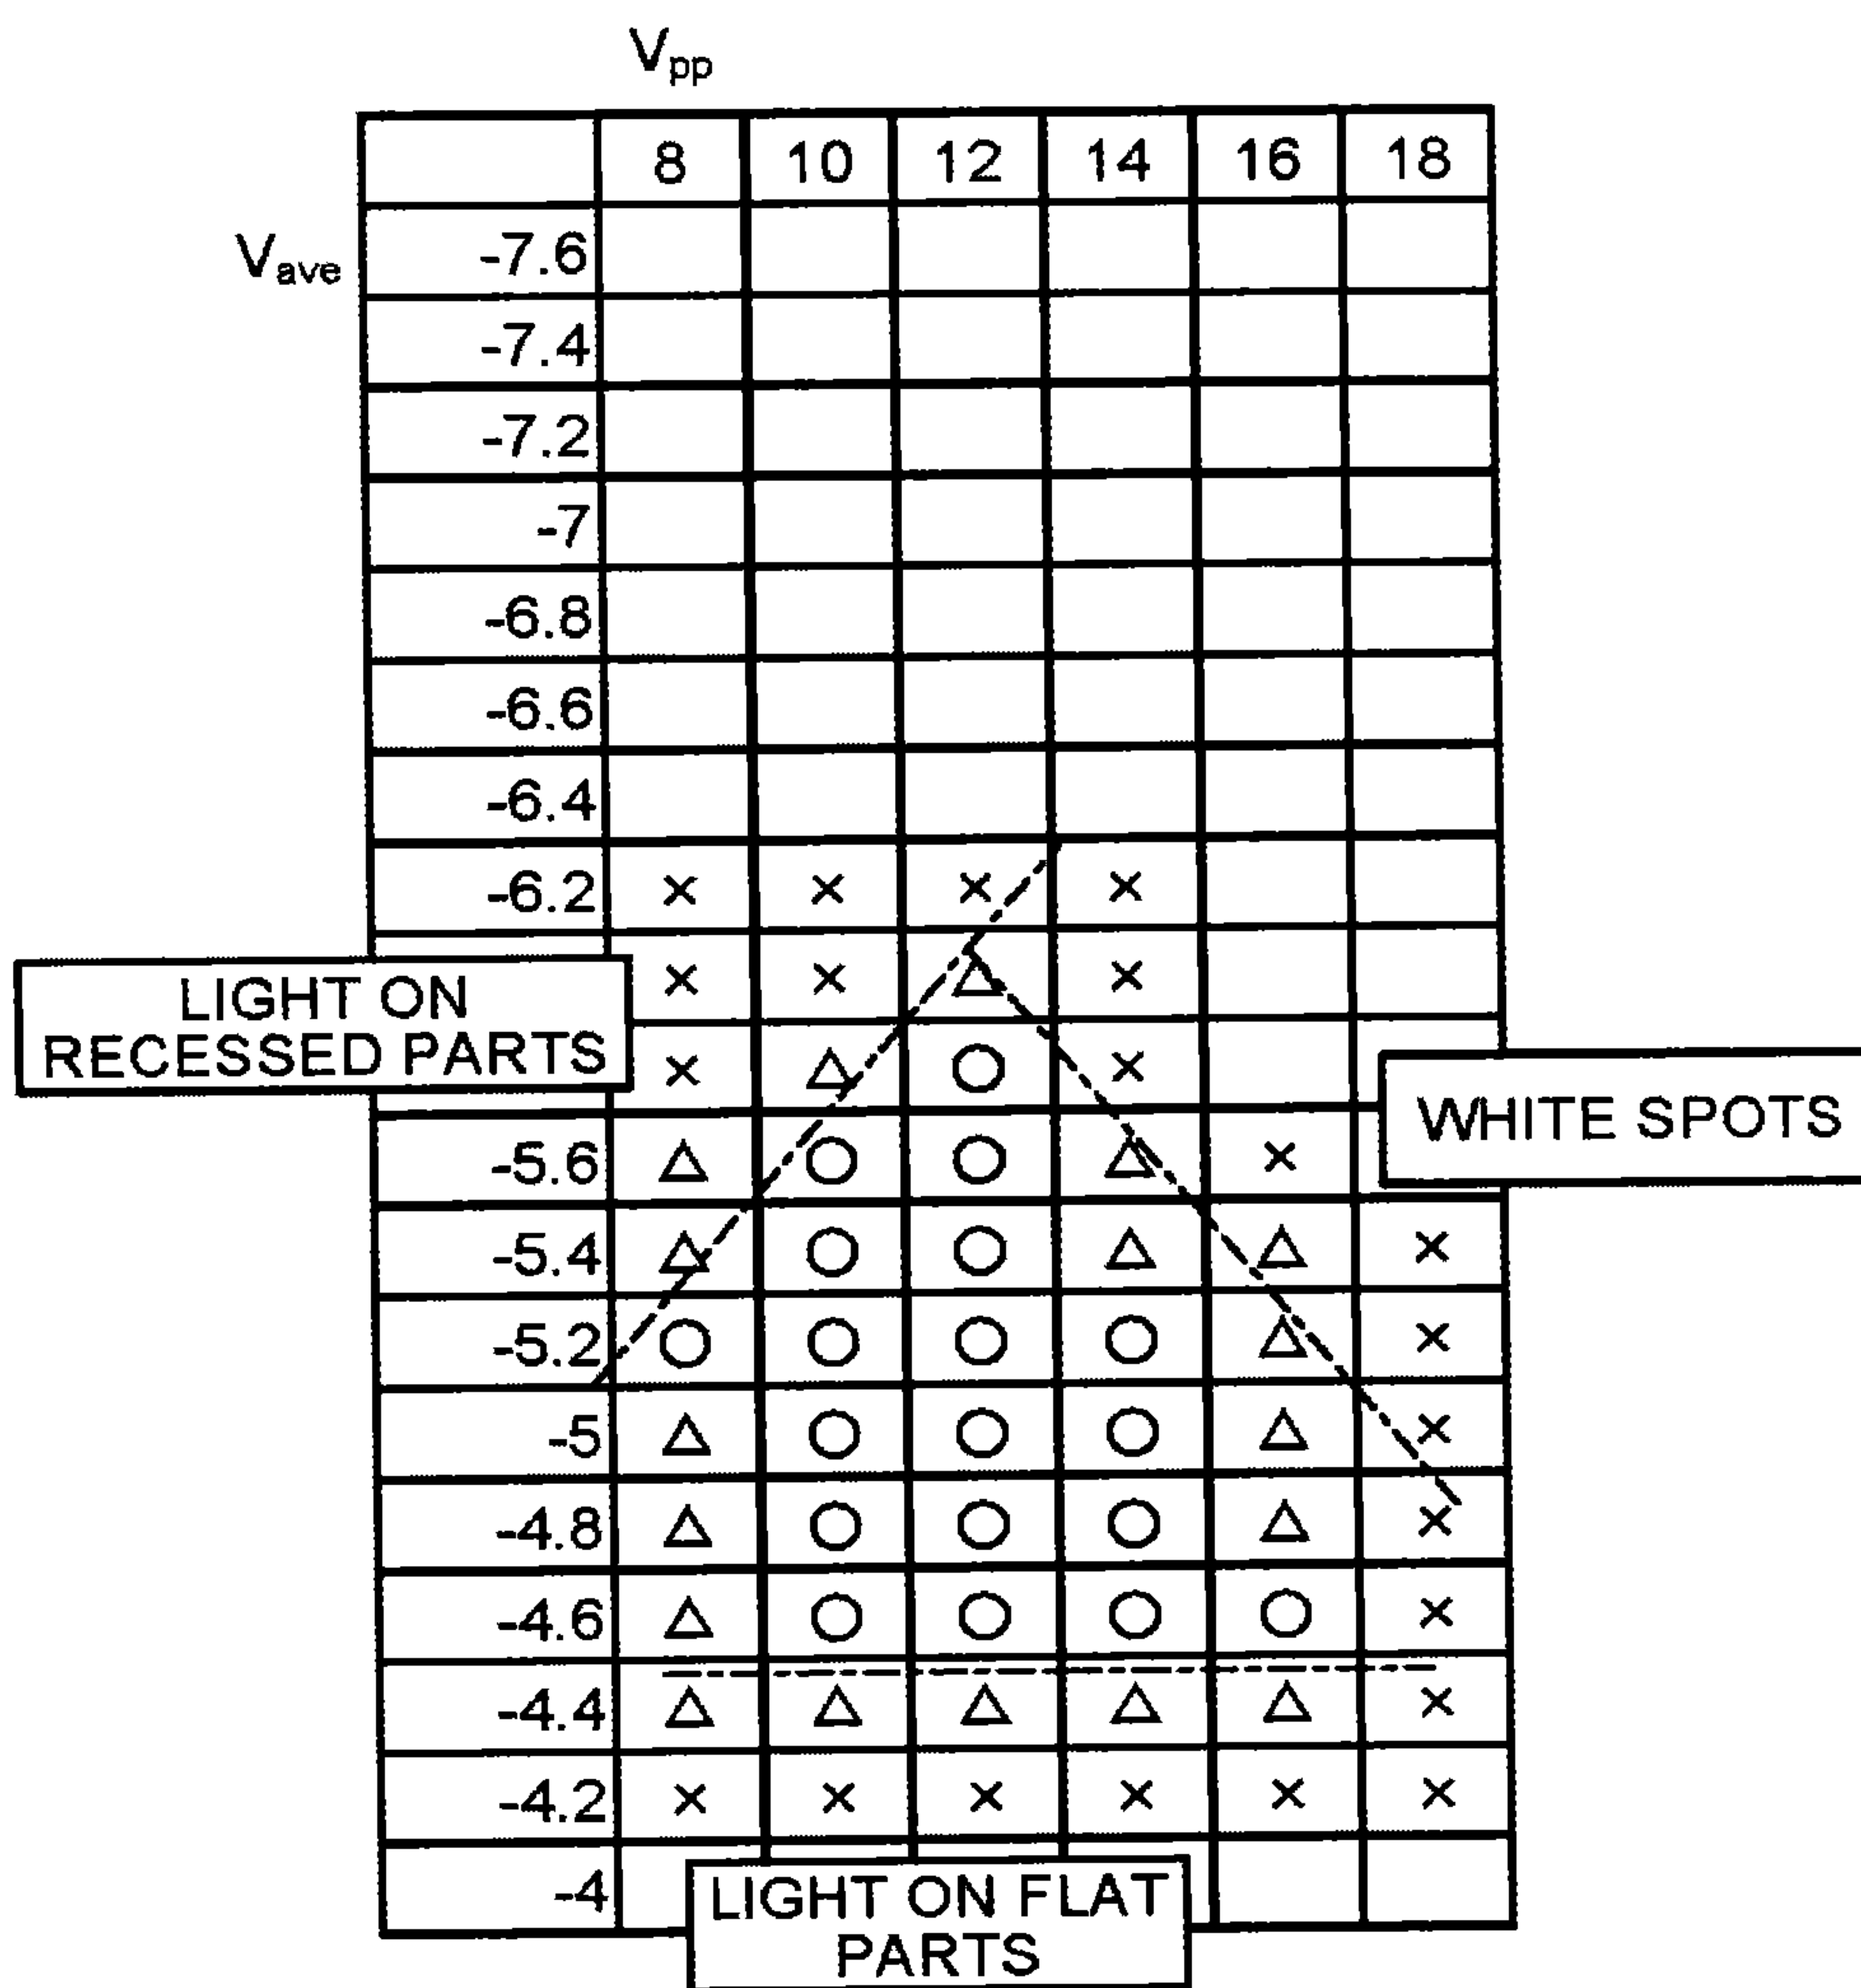 Vpp
8 10 12 14 16 18
Vave
-7.6
-7.4
-7.2
-7
-6.8
-6.6
-6.4
-6.2 × × × ×
× × △ ×
LIGHT ON
RECESSED PARTS
× △ ○ ×
WHITE SPOTS
-5.6 △ ○ ○ △ ×
-5.4 △ ○ ○ △ △ ×
-5.2 ○ ○ ○ ○ △ ×
-5 △ ○ ○ ○ △ ×
-4.8 △ ○ ○ ○ △ ×
-4.6 △ ○ ○ ○ ○ ×
-4.4 △ △ △ △ △ ×
-4.2 × × × × × ×
-4
LIGHT ON FLAT
PARTS